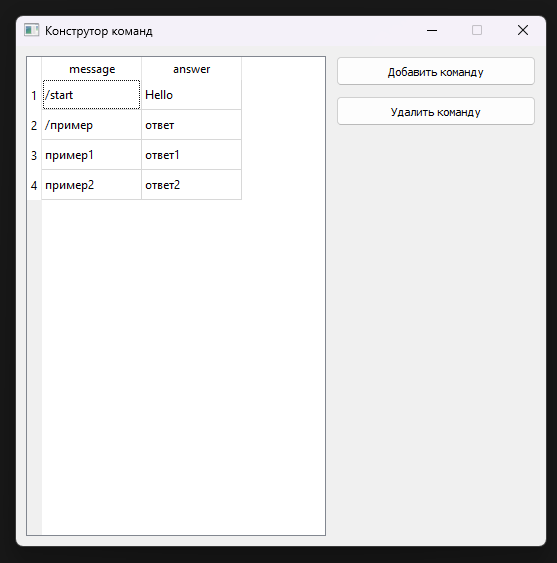 Конструтор команд
message answer
1 /start Hello
2 /пример ответ
3 пример1 ответ1
4 пример2 ответ2
Добавить команду
Удалить команду